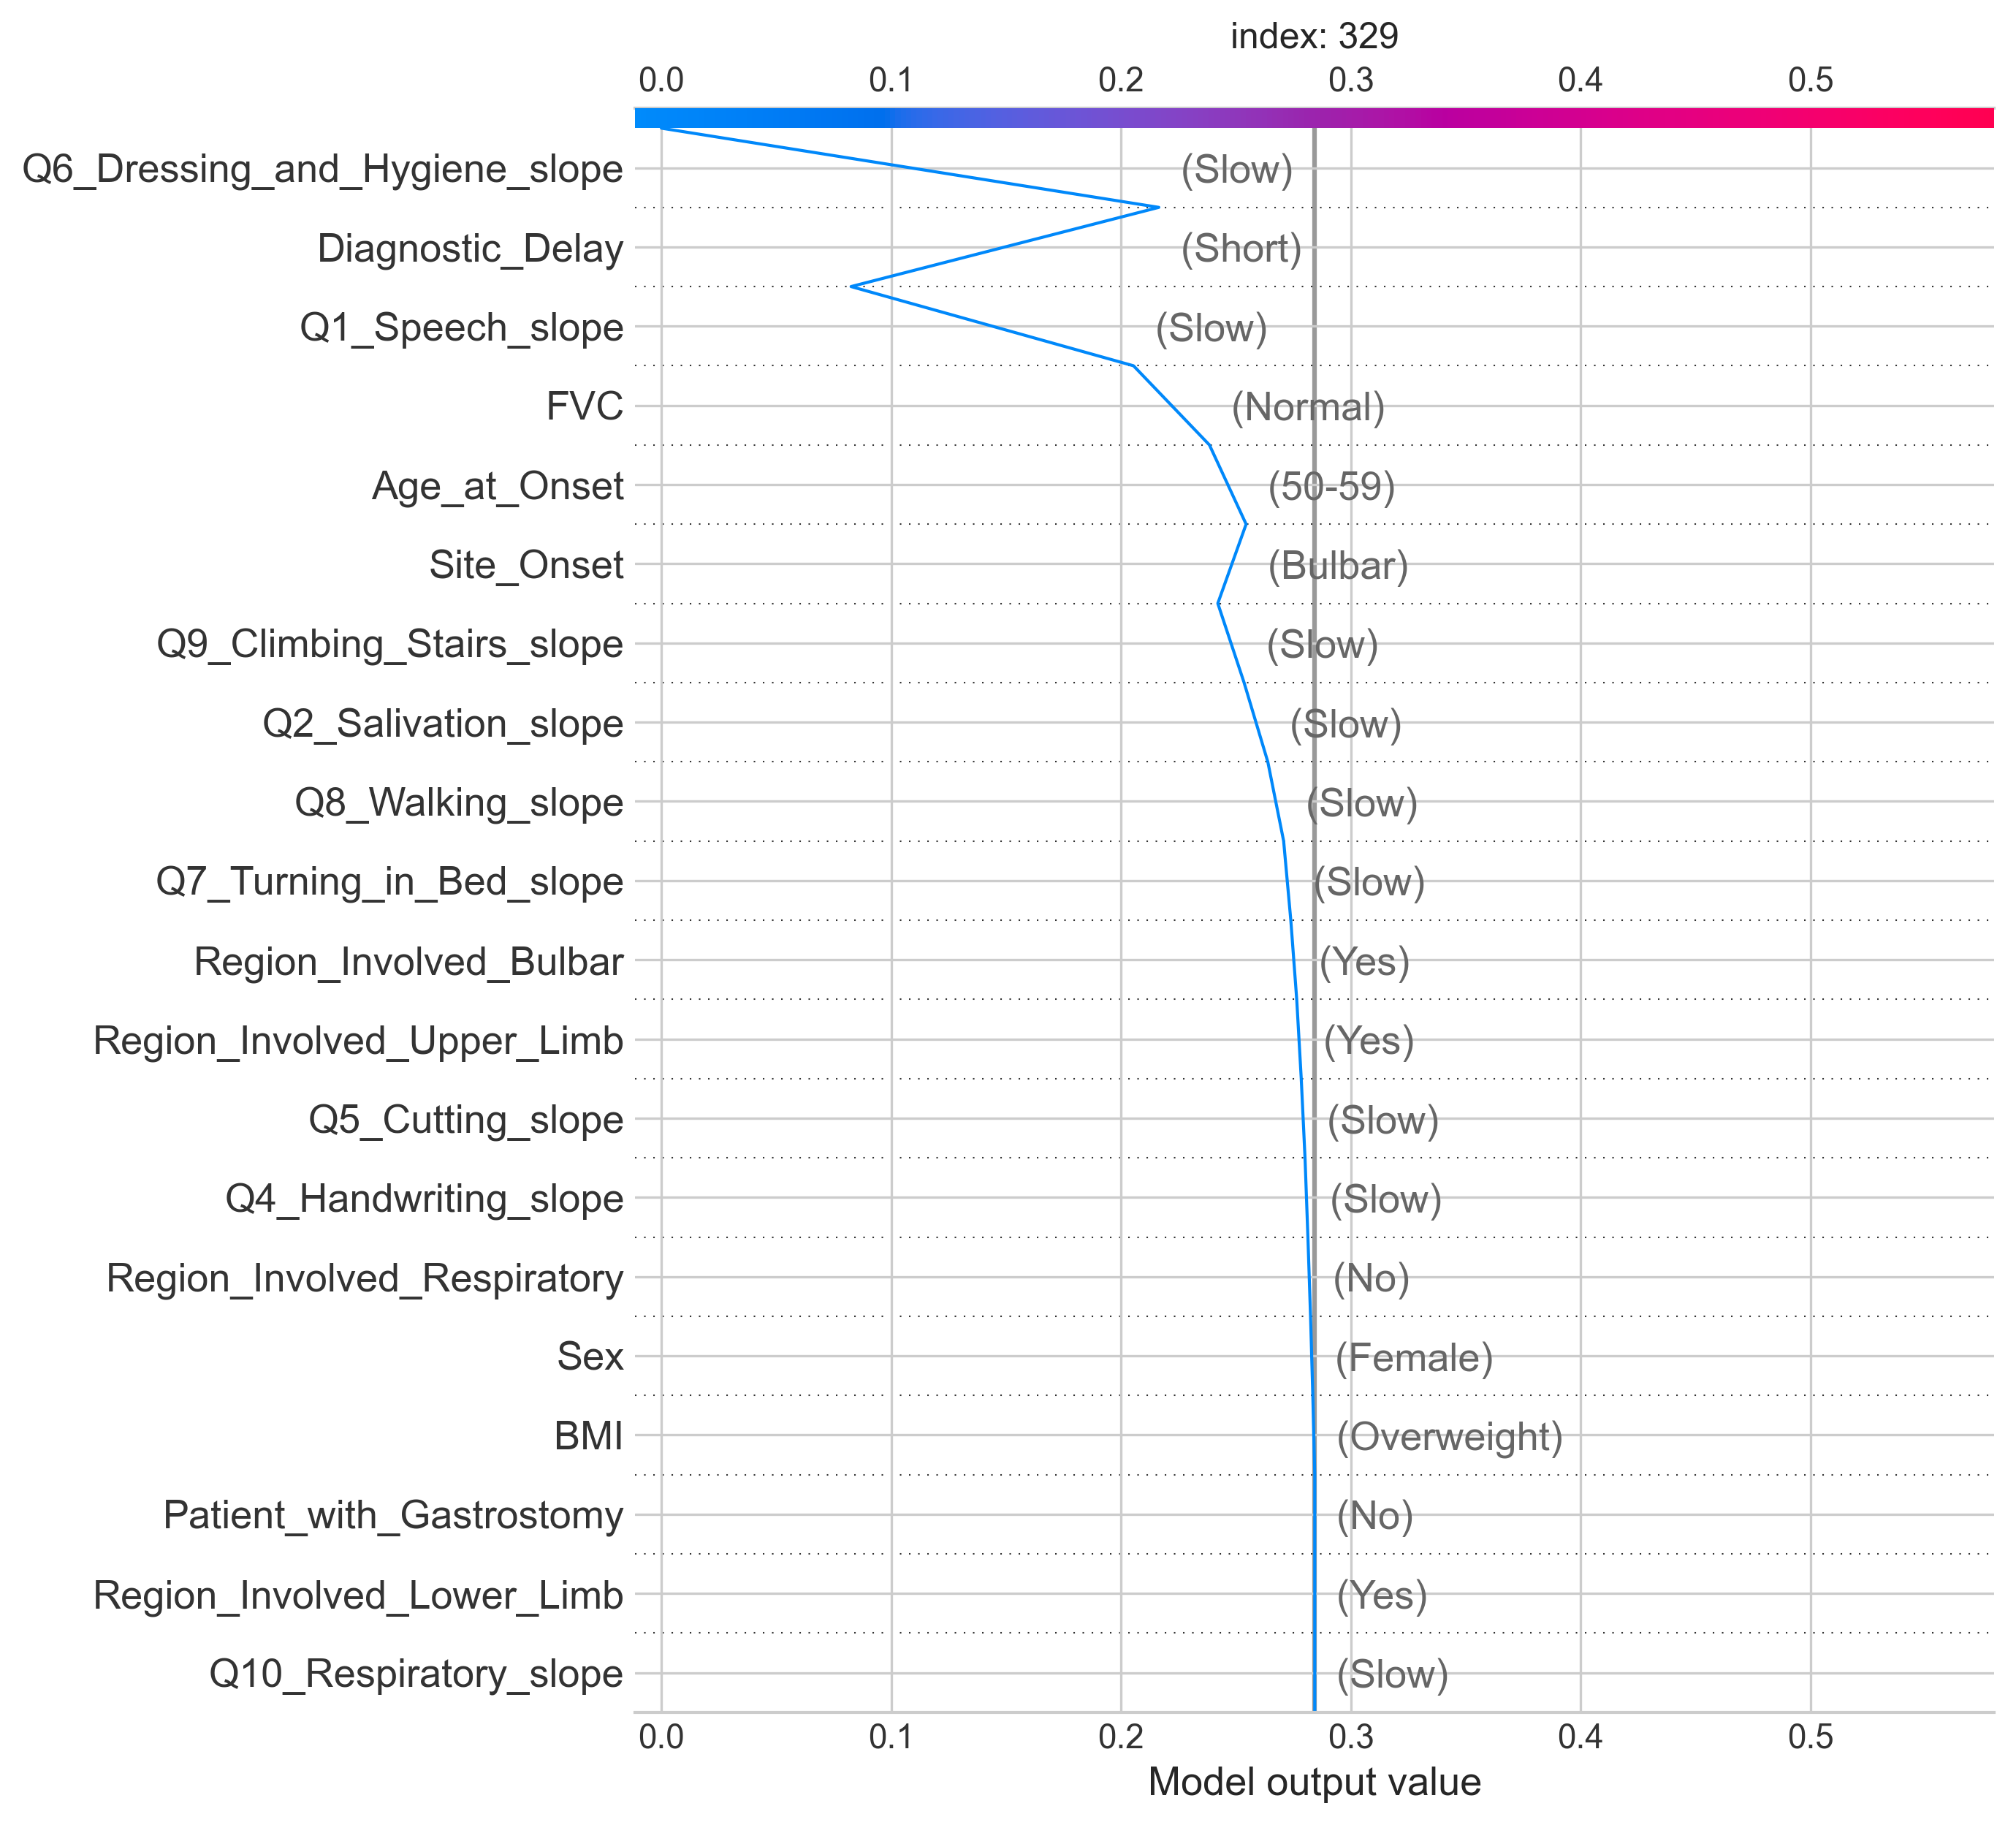 index: 329
0.0 0.1 0.2 0.3 0.4 0.5
Q6_Dressing_and_Hygiene_slope (Slow)
Diagnostic_Delay (Short)
Q1_Speech_slope (Slow)
FVC (Normal)
Age_at_Onset (50-59)
Site_Onset (Bulbar)
Q9_Climbing_Stairs_slope (Slow)
Q2_Salivation_slope (Slow)
Q8_Walking_slope (Slow)
Q7_Turning_in_Bed_slope (Slow)
Region_Involved_Bulbar (Yes)
Region_Involved_Upper_Limb (Yes)
Q5_Cutting_slope (Slow)
Q4_Handwriting_slope (Slow)
Region_Involved_Respiratory (No)
Sex (Female)
BMI (Overweight)
Patient_with_Gastrostomy (No)
Region_Involved_Lower_Limb (Yes)
Q10_Respiratory_slope (Slow)
0.0 0.1 0.2 0.3 0.4 0.5
Model output value